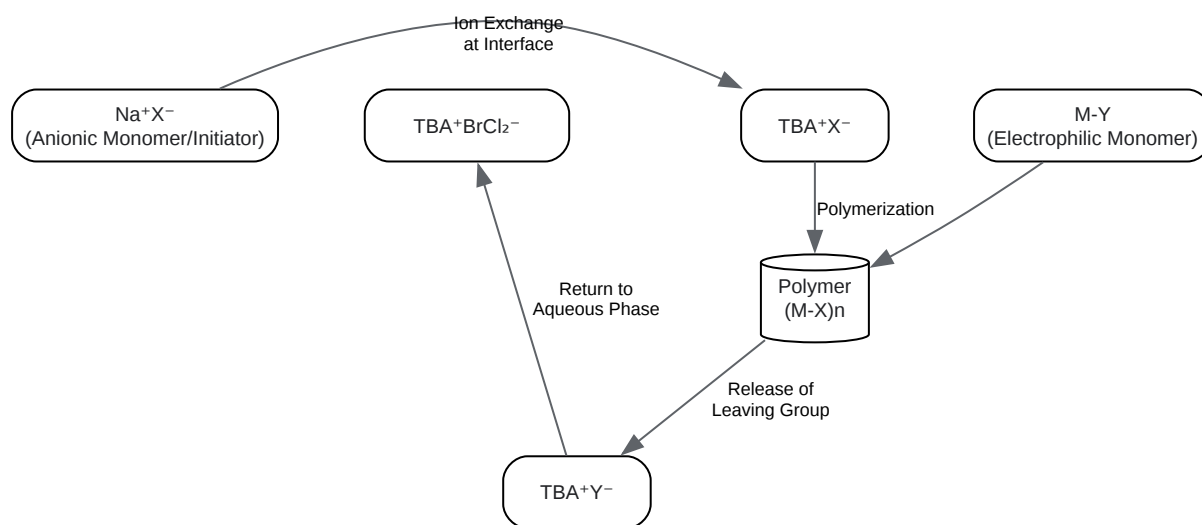 Ion Exchange
at Interface
Na⁺X⁻
(Anionic Monomer/Initiator)
TBA⁺BrCl₂⁻
TBA⁺X⁻
M-Y
(Electrophilic Monomer)
Polymerization
Polymer
(M-X)n
Return to
Aqueous Phase
Release of
Leaving Group
TBA⁺Y⁻